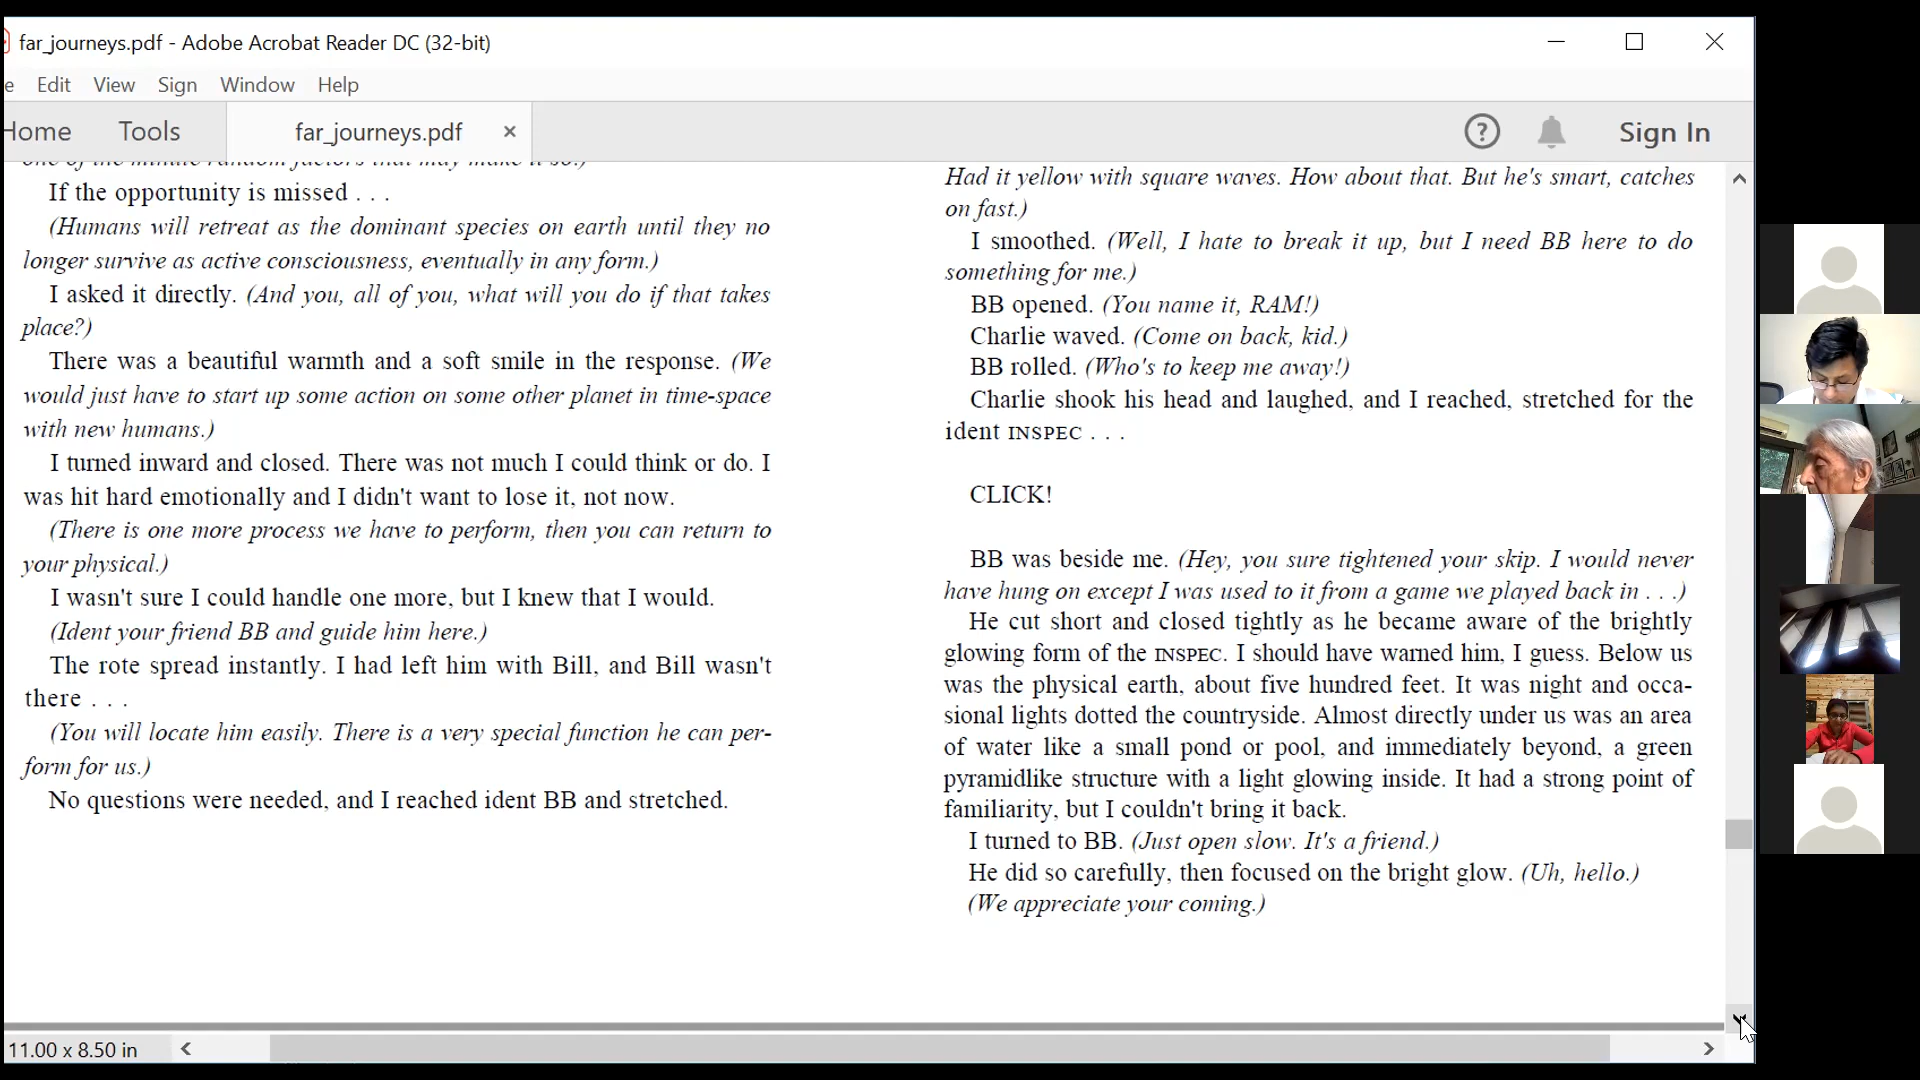 far_journeys.pdf - Adobe Acrobat Reader DC (32-bit)
e Edit View Sign Window Help
Home Tools far_journeys.pdf × ? Sign In
one of the minute random factors that may make it so.)
If the opportunity is missed . . .
(Humans will retreat as the dominant species on earth until they no
longer survive as active consciousness, eventually in any form.)
I asked it directly. (And you, all of you, what will you do if that takes
place?)
There was a beautiful warmth and a soft smile in the response. (We
would just have to start up some action on some other planet in time-space
with new humans.)
I turned inward and closed. There was not much I could think or do. I
was hit hard emotionally and I didn't want to lose it, not now.
(There is one more process we have to perform, then you can return to
your physical.)
I wasn't sure I could handle one more, but I knew that I would.
(Ident your friend BB and guide him here.)
The rote spread instantly. I had left him with Bill, and Bill wasn't
there . . .
(You will locate him easily. There is a very special function he can per-
form for us.)
No questions were needed, and I reached ident BB and stretched.
Had it yellow with square waves. How about that. But he's smart, catches
on fast.)
I smoothed. (Well, I hate to break it up, but I need BB here to do
something for me.)
BB opened. (You name it, RAM!)
Charlie waved. (Come on back, kid.)
BB rolled. (Who's to keep me away!)
Charlie shook his head and laughed, and I reached, stretched for the
ident INSPEC . . .
CLICK!
BB was beside me. (Hey, you sure tightened your skip. I would never
have hung on except I was used to it from a game we played back in . . .)
He cut short and closed tightly as he became aware of the brightly
glowing form of the INSPEC. I should have warned him, I guess. Below us
was the physical earth, about five hundred feet. It was night and occa-
sional lights dotted the countryside. Almost directly under us was an area
of water like a small pond or pool, and immediately beyond, a green
pyramidlike structure with a light glowing inside. It had a strong point of
familiarity, but I couldn't bring it back.
I turned to BB. (Just open slow. It's a friend.)
He did so carefully, then focused on the bright glow. (Uh, hello.)
(We appreciate your coming.)
11.00 x 8.50 in